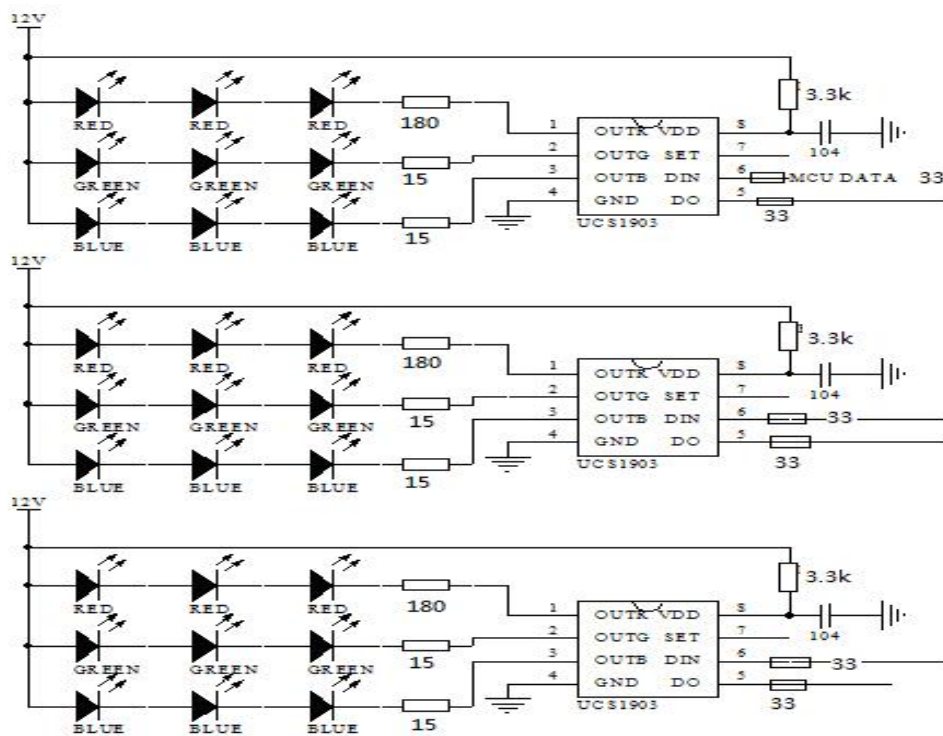 12V
3.3k
RED RED RED 180
1 OUTR VDD 8
104
2 OUTG SET 7
GREEN GREEN 15
3 OUTB DIN 6 MCU DATA 33
4 GND DO 5
33
BLUE BLUE BLUE 15
UCS1903
12V
3.3k
RED RED RED 180
1 OUTR VDD 8
104
2 OUTG SET 7
GREEN GREEN GREEN 15
3 OUTB DIN 6 33
4 GND DO 5
33
BLUE BLUE BLUE 15
UCS1903
12V
3.3k
RED RED RED 180
1 OUTR VDD 8
104
2 OUTG SET 7
GREEN GREEN GREEN 15
3 OUTB DIN 6 33
4 GND DO 5
33
BLUE BLUE BLUE 15
UCS1903